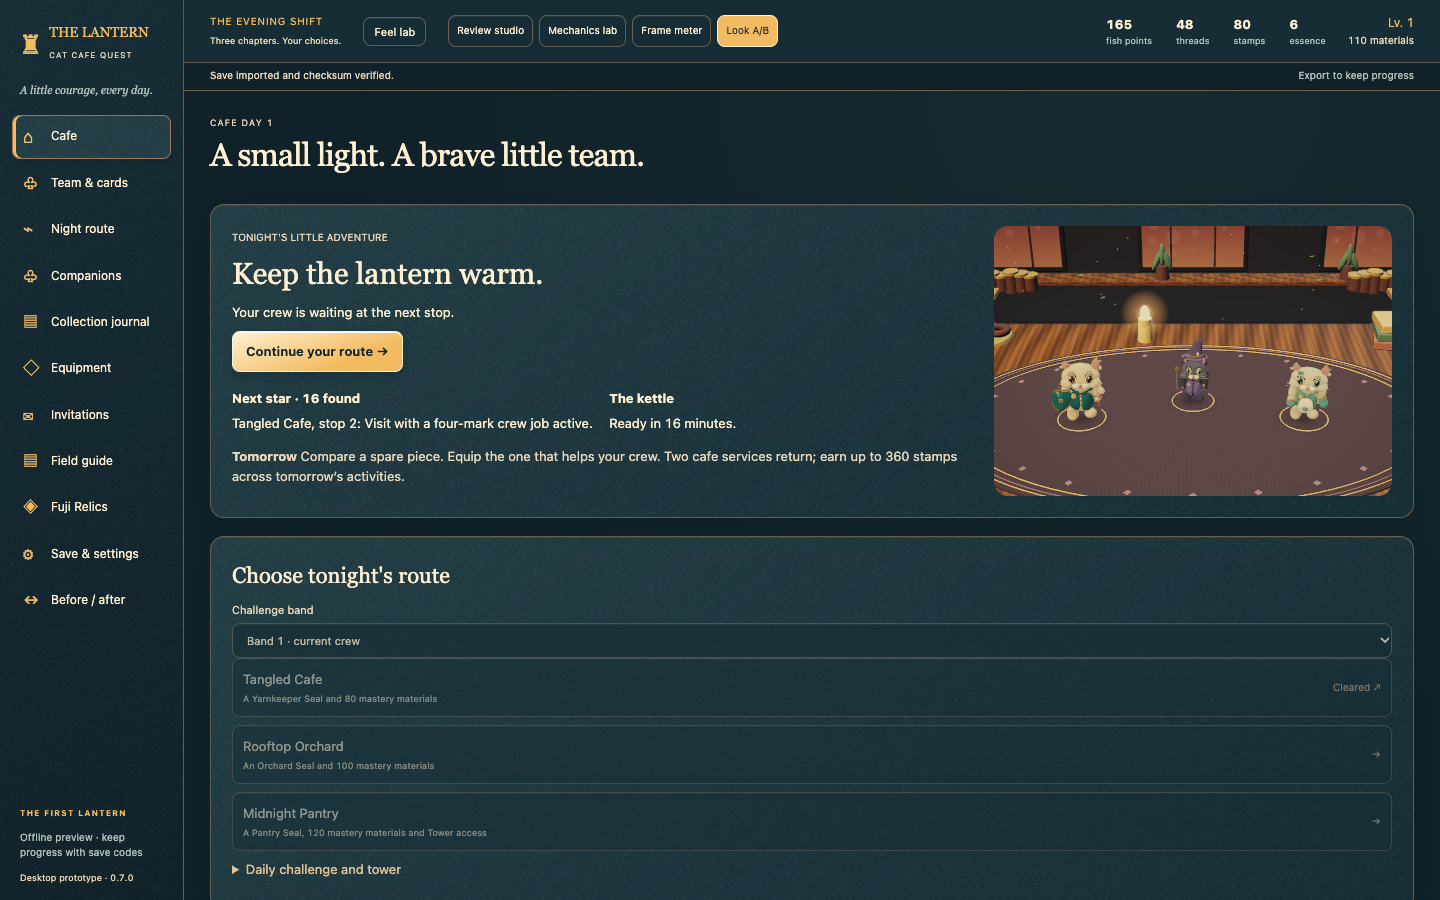 THE LANTERN
CAT CAFE QUEST
A little courage, every day.
Cafe
Team & cards
Night route
Companions
Collection journal
Equipment
Invitations
Field guide
Fuji Relics
Save & settings
Before / after
THE FIRST LANTERN
Offline preview · keep
progress with save codes
Desktop prototype · 0.7.0
THE EVENING SHIFT
Three chapters. Your choices.
Feel lab
Review studio
Mechanics lab
Frame meter
Look A/B
165 fish points
48 threads
80 stamps
6 essence
Lv. 1
110 materials
Save imported and checksum verified.
Export to keep progress
CAFE DAY 1
A small light. A brave little team.
TONIGHT'S LITTLE ADVENTURE
Keep the lantern warm.
Your crew is waiting at the next stop.
Continue your route →
Next star · 16 found
Tangled Cafe, stop 2: Visit with a four-mark crew job active.
The kettle
Ready in 16 minutes.
Tomorrow Compare a spare piece. Equip the one that helps your crew. Two cafe services return; earn up to 360 stamps
across tomorrow's activities.
Choose tonight's route
Challenge band
Band 1 · current crew
Tangled Cafe
A Yarnkeeper Seal and 80 mastery materials
Cleared ↗
Rooftop Orchard
An Orchard Seal and 100 mastery materials
→
Midnight Pantry
A Pantry Seal, 120 mastery materials and Tower access
→
Daily challenge and tower